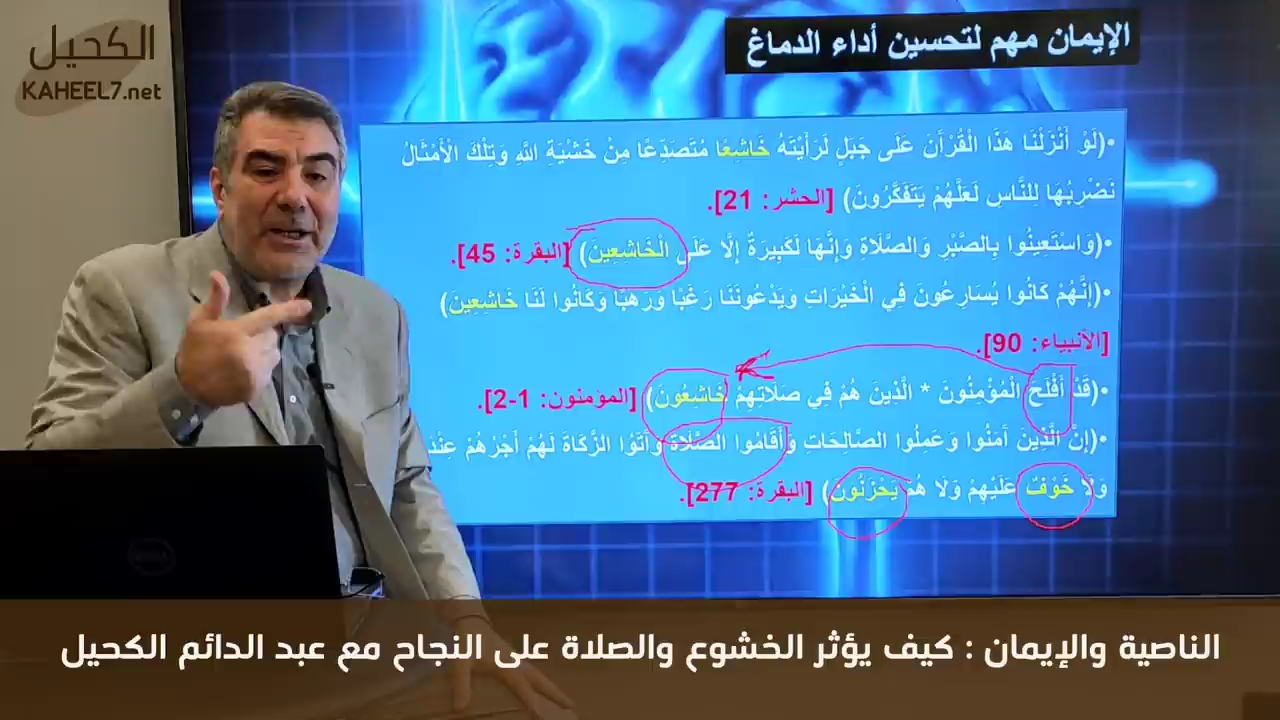 الكحيل
KAHEEL7.net
الإيمان مهم لتحسين أداء الدماغ
•(لَوْ أَنْزَلْنَا هَذَا الْقُرْآنَ عَلَى جَبَلٍ لَرَأَيْتَهُ خَاشِعًا مُتَصَدِّعًا مِنْ خَشْيَةِ اللَّهِ وَتِلْكَ الْأَمْثَالُ
نَضْرِبُهَا لِلنَّاسِ لَعَلَّهُمْ يَتَفَكَّرُونَ) [الحشر: 21].
•(وَاسْتَعِينُوا بِالصَّبْرِ وَالصَّلَاةِ وَإِنَّهَا لَكَبِيرَةٌ إِلَّا عَلَى الْخَاشِعِينَ) [البقرة: 45].
•(إِنَّهُمْ كَانُوا يُسَارِعُونَ فِي الْخَيْرَاتِ وَيَدْعُونَنَا رَغَبًا وَرَهَبًا وَكَانُوا لَنَا خَاشِعِينَ)
[الأنبياء: 90].
•(قَدْ أَفْلَحَ الْمُؤْمِنُونَ * الَّذِينَ هُمْ فِي صَلَاتِهِمْ خَاشِعُونَ) [المؤمنون: 1-2].
•(إِنَّ الَّذِينَ آمَنُوا وَعَمِلُوا الصَّالِحَاتِ وَأَقَامُوا الصَّلَاةَ وَآتَوُا الزَّكَاةَ لَهُمْ أَجْرُهُمْ عِنْدَ
وَلَا خَوْفٌ عَلَيْهِمْ وَلَا هُمْ يَحْزَنُونَ) [البقرة: 277].
DELL
الناصية والإيمان : كيف يؤثر الخشوع والصلاة على النجاح مع عبد الدائم الكحيل